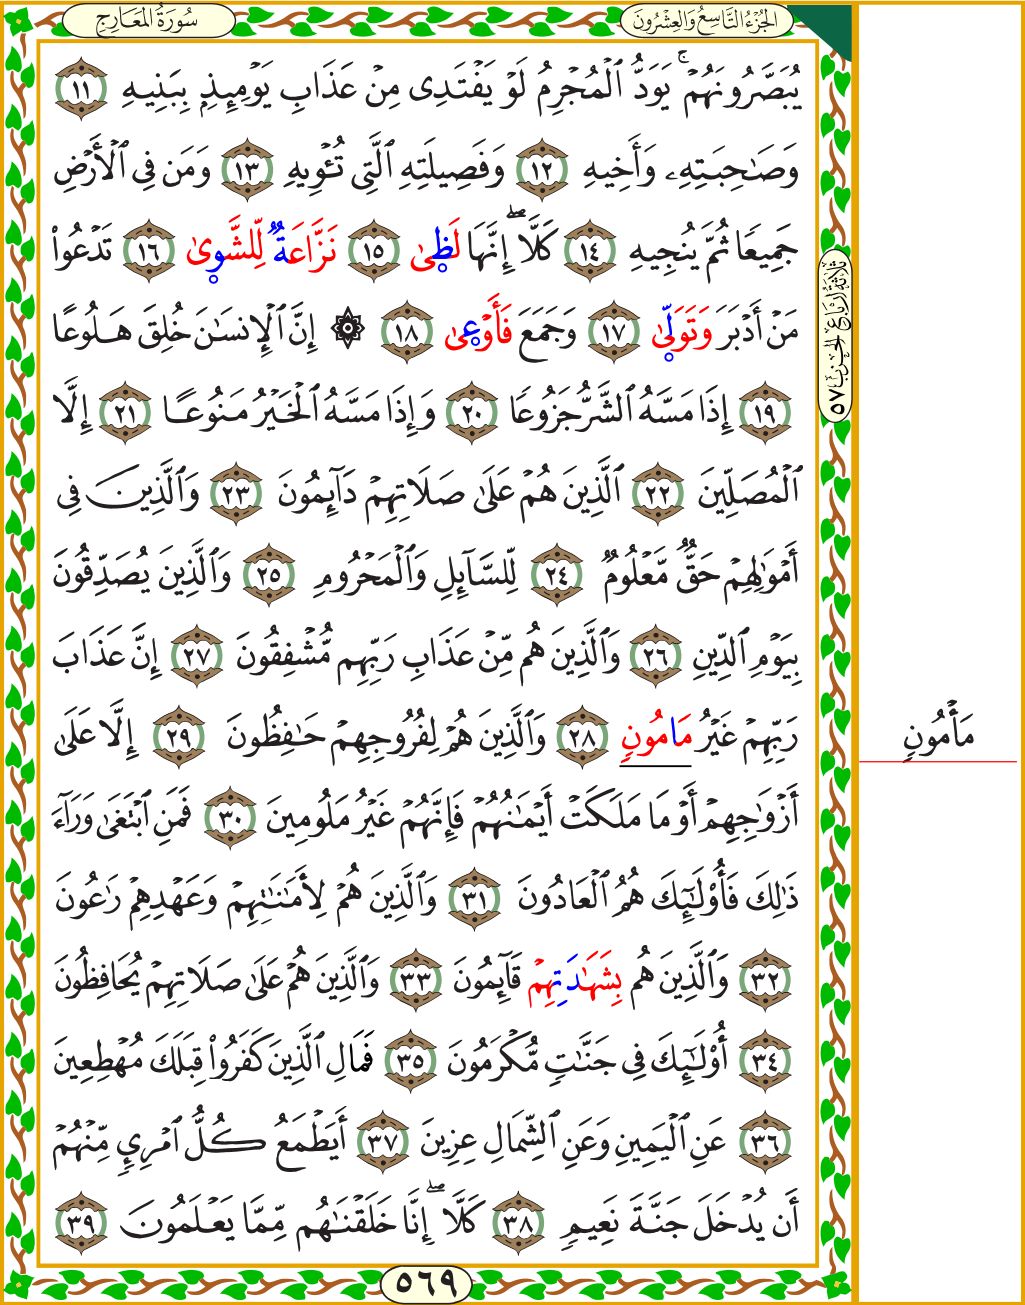 الجُزْءُ التَّاسِعُ وَالعِشْرُونَ
سُورَةُ المَعَارِجِ
يُبَصَّرُونَهُمْۚ يَوَدُّ ٱلْمُجْرِمُ لَوْ يَفْتَدِى مِنْ عَذَابِ يَوْمِئِذٍۭ بِبَنِيهِ ١١
وَصَٰحِبَتِهِۦ وَأَخِيهِ ١٢ وَفَصِيلَتِهِ ٱلَّتِى تُـْٔوِيهِ ١٣ وَمَن فِى ٱلْأَرْضِ
جَمِيعًا ثُمَّ يُنجِيهِ ١٤ كَلَّآۖ إِنَّهَا لَظَىٰ ١٥ نَزَّاعَةٌ لِّلشَّوَىٰ ١٦ تَدْعُوا۟
مَنْ أَدْبَرَ وَتَوَلَّىٰ ١٧ وَجَمَعَ فَأَوْعَىٰ ١٨ ۞ إِنَّ ٱلْإِنسَٰنَ خُلِقَ هَلُوعًا
١٩ إِذَا مَسَّهُ ٱلشَّرُّ جَزُوعًا ٢٠ وَإِذَا مَسَّهُ ٱلْخَيْرُ مَنُوعًا ٢١ إِلَّا
ٱلْمُصَلِّينَ ٢٢ ٱلَّذِينَ هُمْ عَلَىٰ صَلَاتِهِمْ دَآئِمُونَ ٢٣ وَٱلَّذِينَ فِىٓ
أَمْوَٰلِهِمْ حَقٌّ مَّعْلُومٌ ٢٤ لِّلسَّآئِلِ وَٱلْمَحْرُومِ ٢٥ وَٱلَّذِينَ يُصَدِّقُونَ
بِيَوْمِ ٱلدِّينِ ٢٦ وَٱلَّذِينَ هُم مِّنْ عَذَابِ رَبِّهِم مُّشْفِقُونَ ٢٧ إِنَّ عَذَابَ
رَبِّهِمْ غَيْرُ مَامُونٍ ٢٨ وَٱلَّذِينَ هُمْ لِفُرُوجِهِمْ حَٰفِظُونَ ٢٩ إِلَّا عَلَىٰٓ
أَزْوَٰجِهِمْ أَوْ مَا مَلَكَتْ أَيْمَٰنُهُمْ فَإِنَّهُمْ غَيْرُ مَلُومِينَ ٣٠ فَمَنِ ٱبْتَغَىٰ وَرَآءَ
ذَٰلِكَ فَأُو۟لَٰٓئِكَ هُمُ ٱلْعَادُونَ ٣١ وَٱلَّذِينَ هُمْ لِأَمَٰنَٰتِهِمْ وَعَهْدِهِمْ رَٰعُونَ
٣٢ وَٱلَّذِينَ هُم بِشَهَٰدَتِهِمْ قَآئِمُونَ ٣٣ وَٱلَّذِينَ هُمْ عَلَىٰ صَلَاتِهِمْ يُحَافِظُونَ
٣٤ أُو۟لَٰٓئِكَ فِى جَنَّٰتٍ مُّكْرَمُونَ ٣٥ فَمَالِ ٱلَّذِينَ كَفَرُوا۟ قِبَلَكَ مُهْطِعِينَ
٣٦ عَنِ ٱلْيَمِينِ وَعَنِ ٱلشِّمَالِ عِزِينَ ٣٧ أَيَطْمَعُ كُلُّ ٱمْرِئٍ مِّنْهُمْ
أَن يُدْخَلَ جَنَّةَ نَعِيمٍ ٣٨ كَلَّآۖ إِنَّا خَلَقْنَٰهُم مِّمَّا يَعْلَمُونَ ٣٩
ثَلَاثَةُ أَرْبَاعِ الحِزْبِ ٥٧
مَأْمُونٍ
٥٦٩